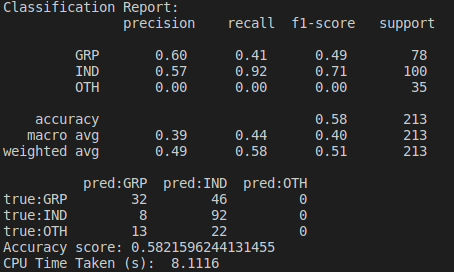 Classification Report:
              precision    recall  f1-score   support

         GRP       0.60      0.41      0.49        78
         IND       0.57      0.92      0.71       100
         OTH       0.00      0.00      0.00        35

    accuracy                           0.58       213
   macro avg       0.39      0.44      0.40       213
weighted avg       0.49      0.58      0.51       213

          pred:GRP  pred:IND  pred:OTH
true:GRP        32        46         0
true:IND         8        92         0
true:OTH        13        22         0
Accuracy score: 0.5821596244131455
CPU Time Taken (s):  8.1116